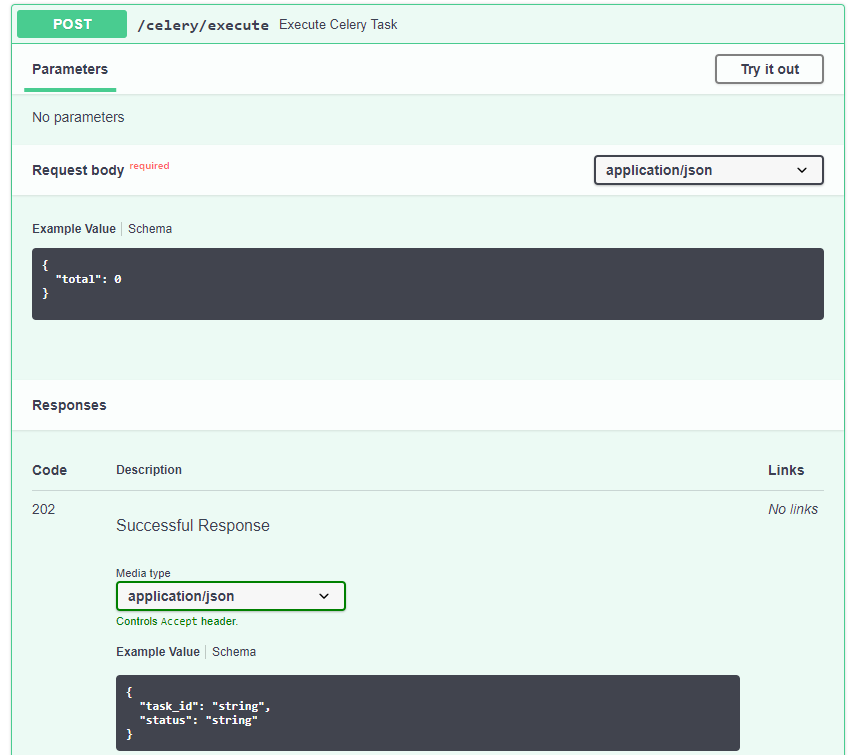 POST /celery/execute Execute Celery Task
Parameters Try it out
No parameters
Request body required application/json
Example Value Schema
{
"total": 0
}
Responses
Code Description Links
202 No links
Successful Response
Media type
application/json
Controls Accept header.
Example Value Schema
{
"task_id": "string",
"status": "string"
}